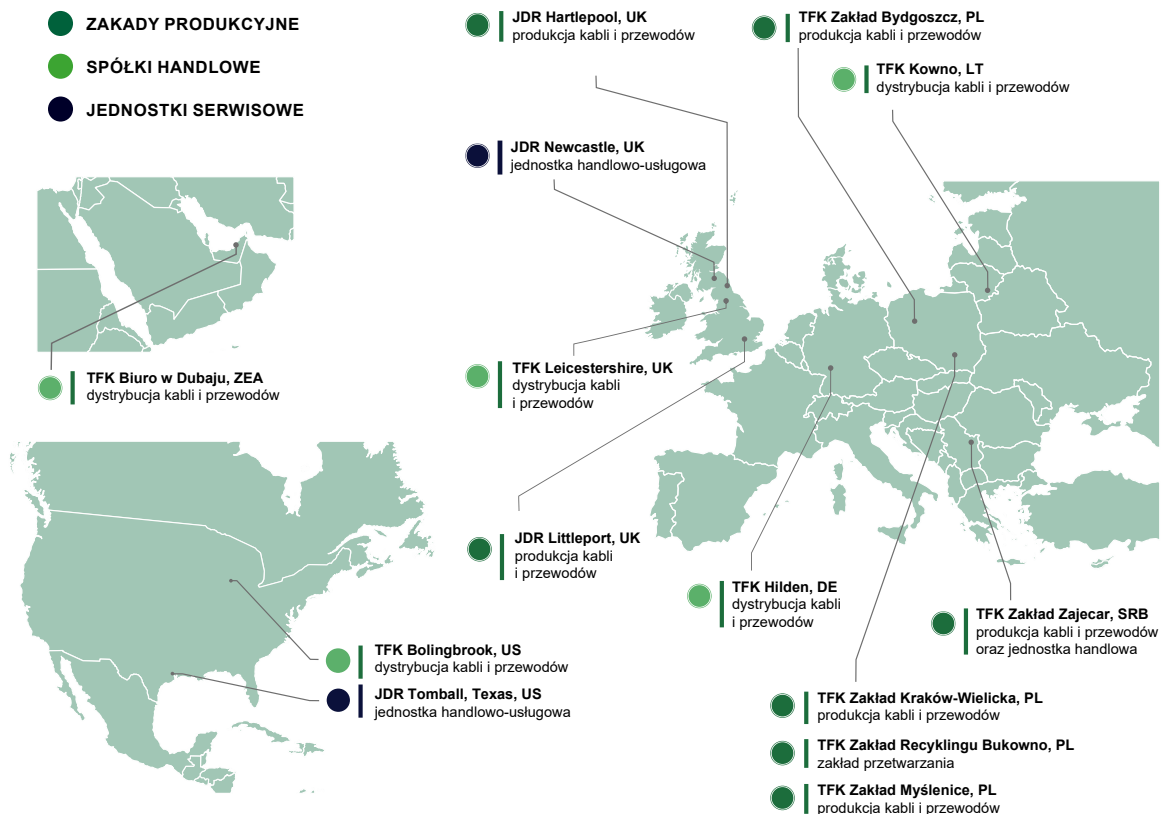 ZAKADY PRODUKCYJNE
SPÓŁKI HANDLOWE
JEDNOSTKI SERWISOWE
JDR Hartlepool, UK
produkcja kabli i przewodów
TFK Zakład Bydgoszcz, PL
produkcja kabli i przewodów
TFK Kowno, LT
dystrybucja kabli i przewodów
JDR Newcastle, UK
jednostka handlowo-usługowa
TFK Biuro w Dubaju, ZEA
dystrybucja kabli i przewodów
TFK Leicestershire, UK
dystrybucja kabli
i przewodów
JDR Littleport, UK
produkcja kabli
i przewodów
TFK Hilden, DE
dystrybucja kabli
i przewodów
TFK Zakład Zajecar, SRB
produkcja kabli i przewodów
oraz jednostka handlowa
TFK Bolingbrook, US
dystrybucja kabli i przewodów
JDR Tomball, Texas, US
jednostka handlowo-usługowa
TFK Zakład Kraków-Wielicka, PL
produkcja kabli i przewodów
TFK Zakład Recyklingu Bukowno, PL
zakład przetwarzania
TFK Zakład Myślenice, PL
produkcja kabli i przewodów